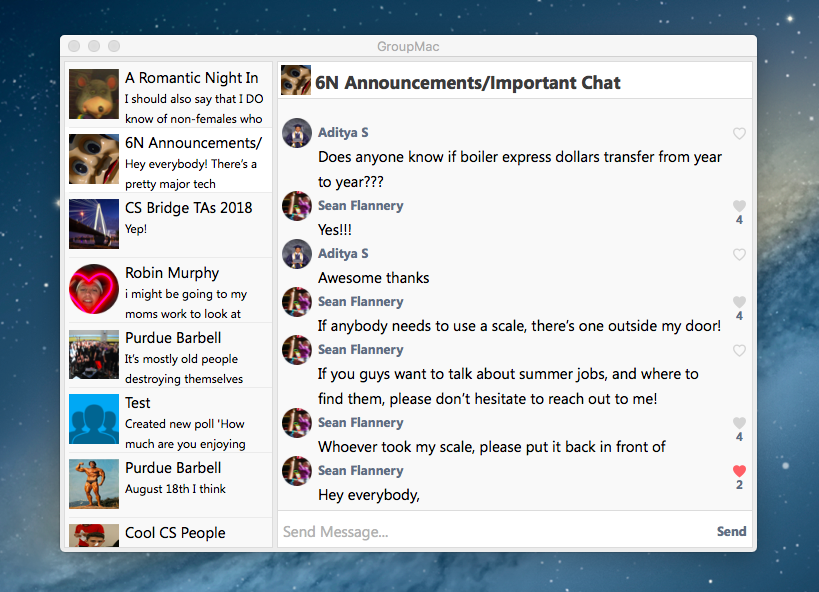 GroupMac
A Romantic Night In
I should also say that I DO
know of non-females who
6N Announcements/
Hey everybody! There's a
pretty major tech
CS Bridge TAs 2018
Yep!
Robin Murphy
i might be going to my
moms work to look at
Purdue Barbell
It's mostly old people
destroying themselves
Test
Created new poll 'How
much are you enjoying
Purdue Barbell
August 18th I think
Cool CS People
6N Announcements/Important Chat
Aditya S
Does anyone know if boiler express dollars transfer from year
to year???
Sean Flannery
4
Yes!!!
Aditya S
Awesome thanks
Sean Flannery
4
If anybody needs to use a scale, there's one outside my door!
Sean Flannery
If you guys want to talk about summer jobs, and where to
find them, please don't hesitate to reach out to me!
Sean Flannery
4
Whoever took my scale, please put it back in front of
Sean Flannery
2
Hey everybody,
Send Message... Send